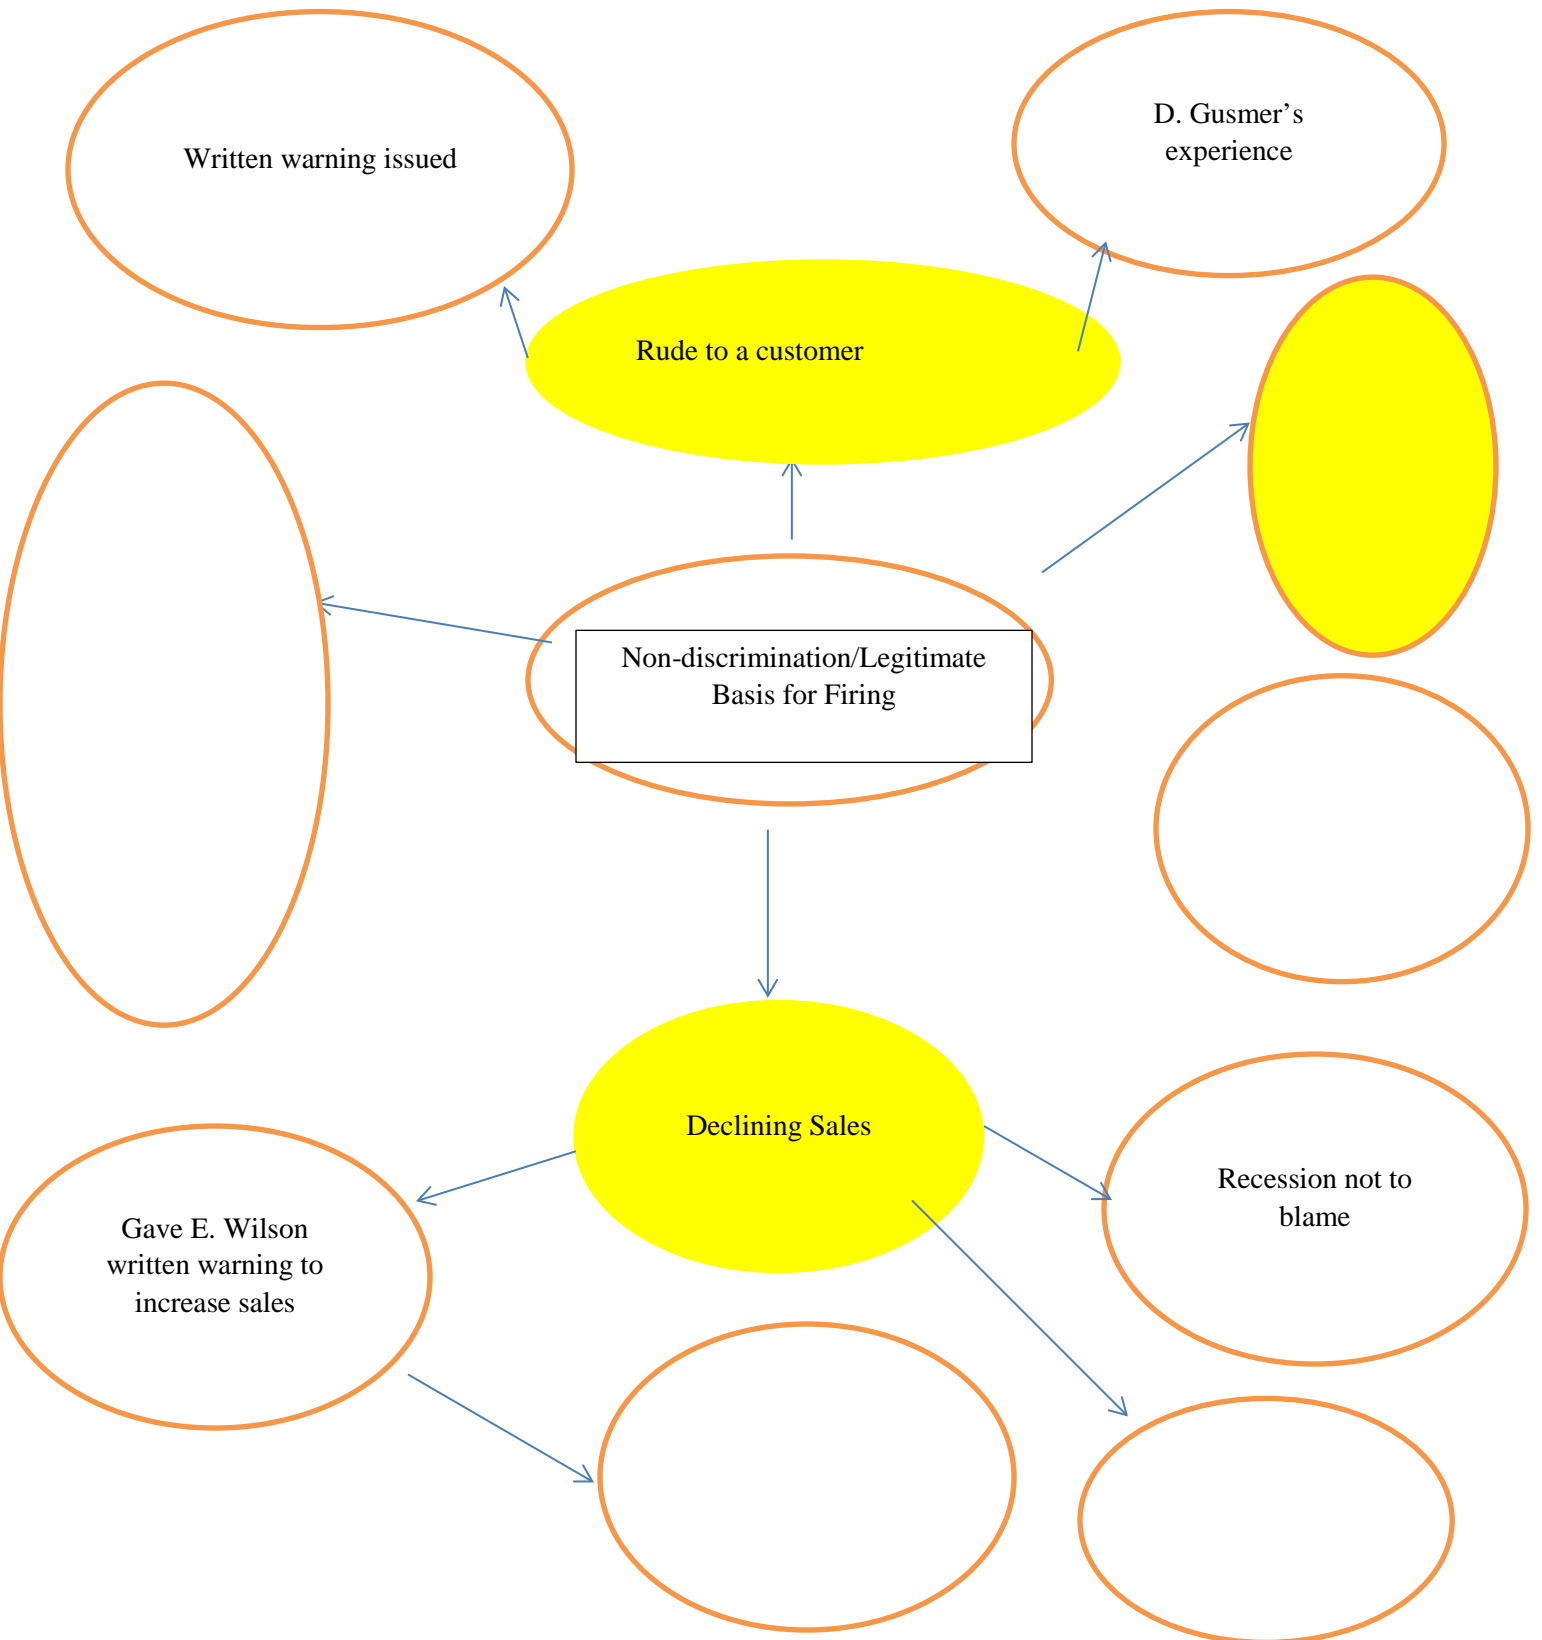 Written warning issued
D. Gusmer’s
experience
Rude to a customer
Non-discrimination/Legitimate
Basis for Firing
Declining Sales
Recession not to
blame
Gave E. Wilson
written warning to
increase sales